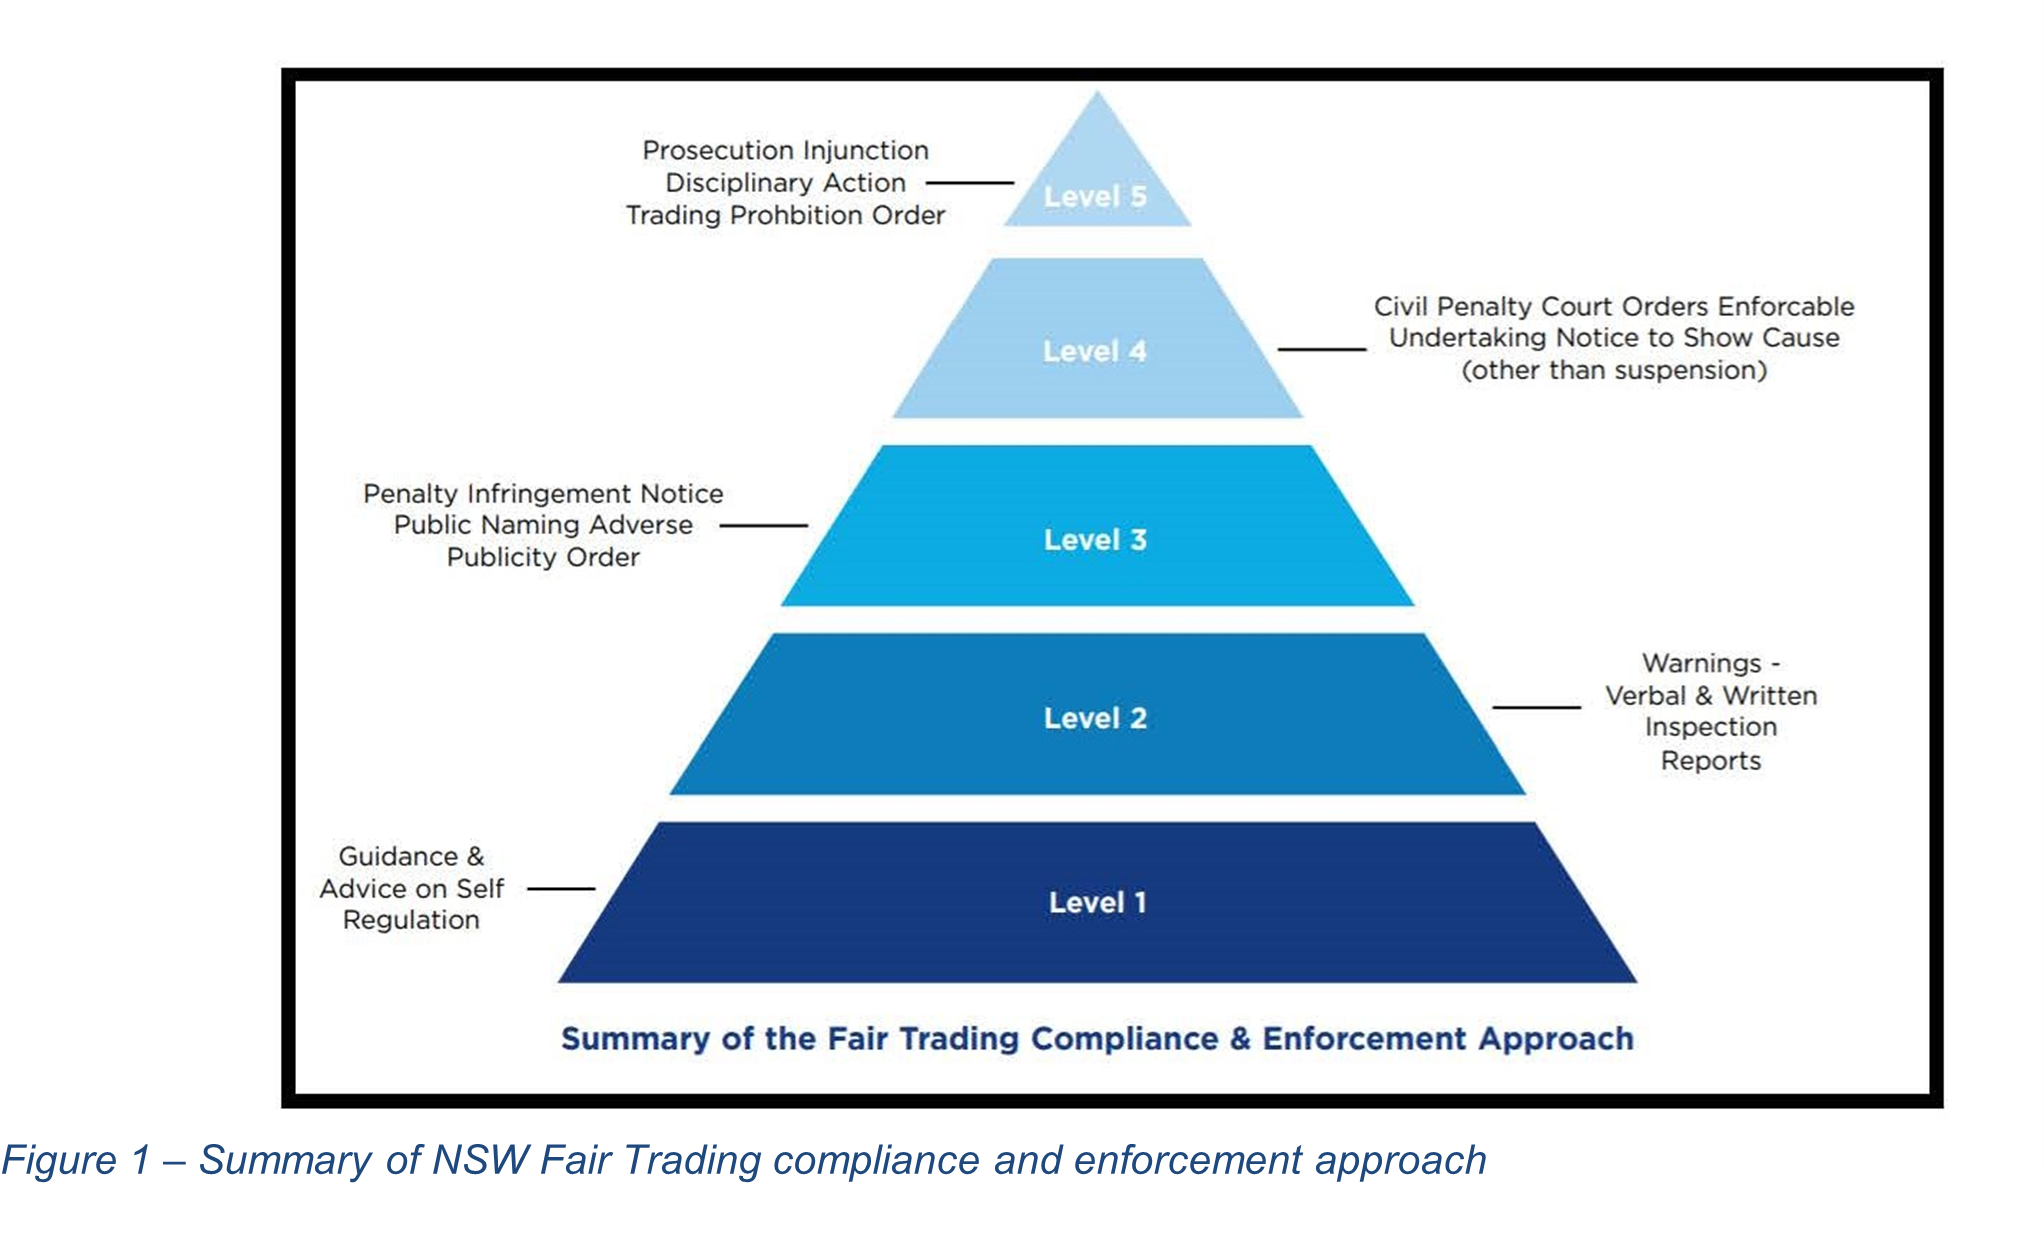 Prosecution Injunction
Disciplinary Action
Trading Prohbition Order
Level 5
Level 4
Civil Penalty Court Orders Enforcable
Undertaking Notice to Show Cause
(other than suspension)
Penalty Infringement Notice
Public Naming Adverse
Publicity Order
Level 3
Level 2
Warnings -
Verbal & Written
Inspection
Reports
Guidance &
Advice on Self
Regulation
Level 1
Summary of the Fair Trading Compliance & Enforcement Approach
Figure 1 – Summary of NSW Fair Trading compliance and enforcement approach